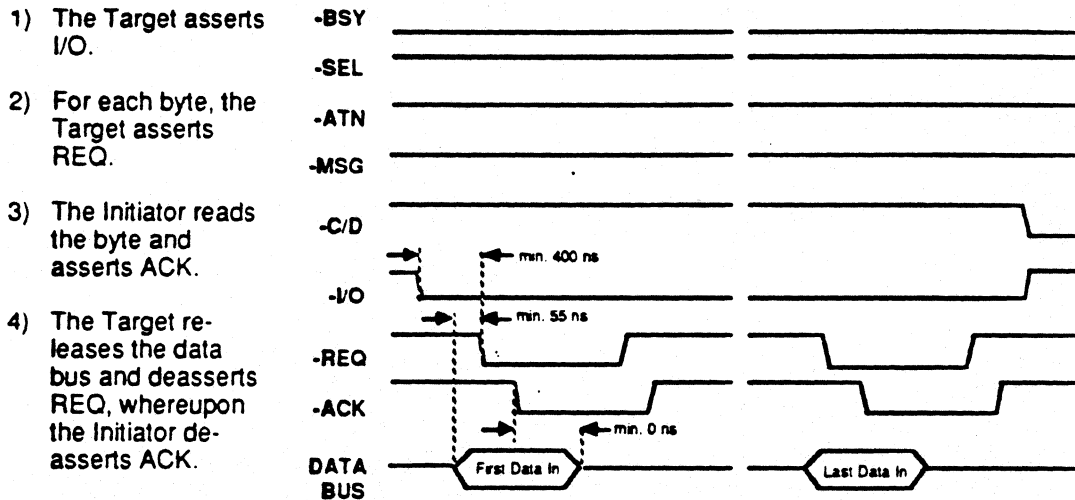 1) The Target asserts
I/O.
2) For each byte, the
Target asserts
REQ.
3) The Initiator reads
the byte and
asserts ACK.
4) The Target re-
leases the data
bus and deasserts
REQ, whereupon
the Initiator de-
asserts ACK.
-BSY
-SEL
-ATN
-MSG
-C/D
min. 400 ns
-I/O
min. 55 ns
-REQ
-ACK
min. 0 ns
DATA
BUS
First Data In
Last Data In